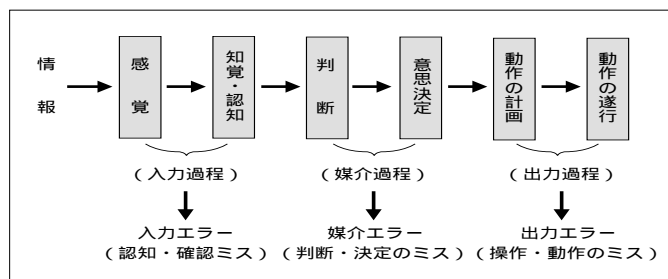 情報
感覚
知覚・認知
判断
意思決定
動作の計画
動作の遂行
(入力過程)
(媒介過程)
(出力過程)
入力エラー
(認知・確認ミス)
媒介エラー
(判断・決定のミス)
出力エラー
(操作・動作のミス)